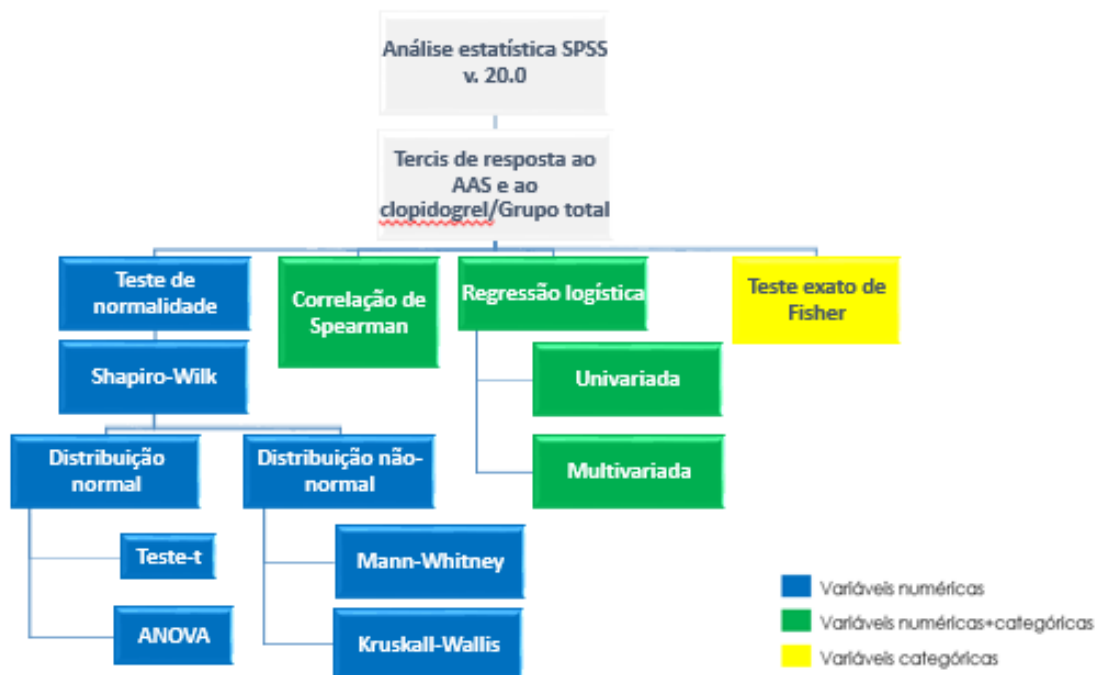 Análise estatística SPSS
v. 20.0
Tercis de resposta ao
AAS e ao
clopidogrel/Grupo total
Teste de
normalidade
Correlação de
Spearman
Regressão logística
Teste exato de
Fisher
Shapiro-Wilk
Univariada
Multivariada
Distribuição
normal
Distribuição não-
normal
Teste-t
ANOVA
Mann-Whitney
Kruskall-Wallis
Variáveis numéricas
Variáveis numéricas+categóricas
Variáveis categóricas